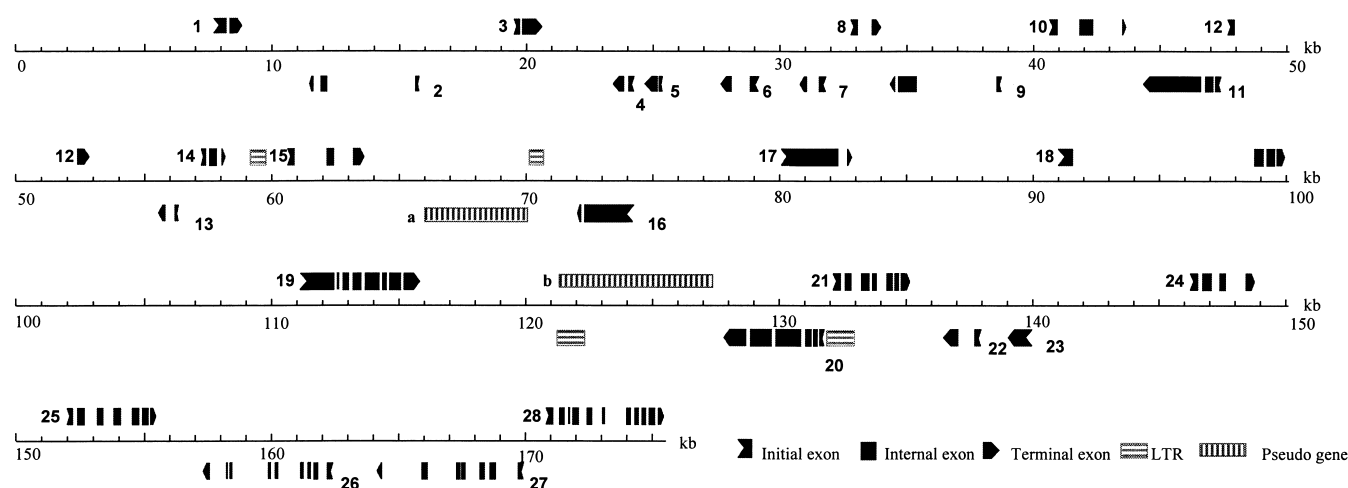 1 3 8 10 12
kb
0 10 20 30 40 50
2 4 5 6 7 9 11
12 14 15 17 18
kb
50 60 70 80 90 100
13 a 16
19 b 21 24
kb
100 110 120 130 140 150
20 22 23
25 28
kb
150 160 170
Initial exon Internal exon Terminal exon LTR Pseudo gene
26 27